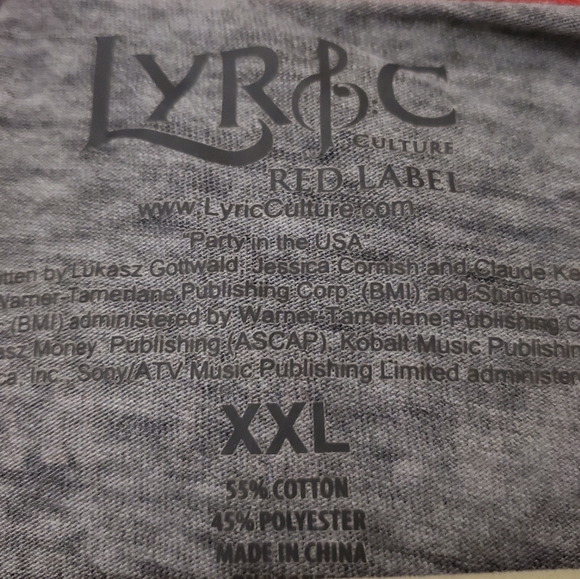 LYRIC
CULTURE
RED LABEL
www.LyricCulture.com
"Party in the USA"
by Lukasz Gottwald, Jessica Cornish and Claude
Warner-Tamerlane Publishing Corp. (BMI) and Studio
(BMI) administered by Warner-Tamerlane Publishing
Money Publishing (ASCAP), Kobalt Music
Inc., Sony/ATV Music Publishing Limited
XXL
55% COTTON
45% POLYESTER
MADE IN CHINA